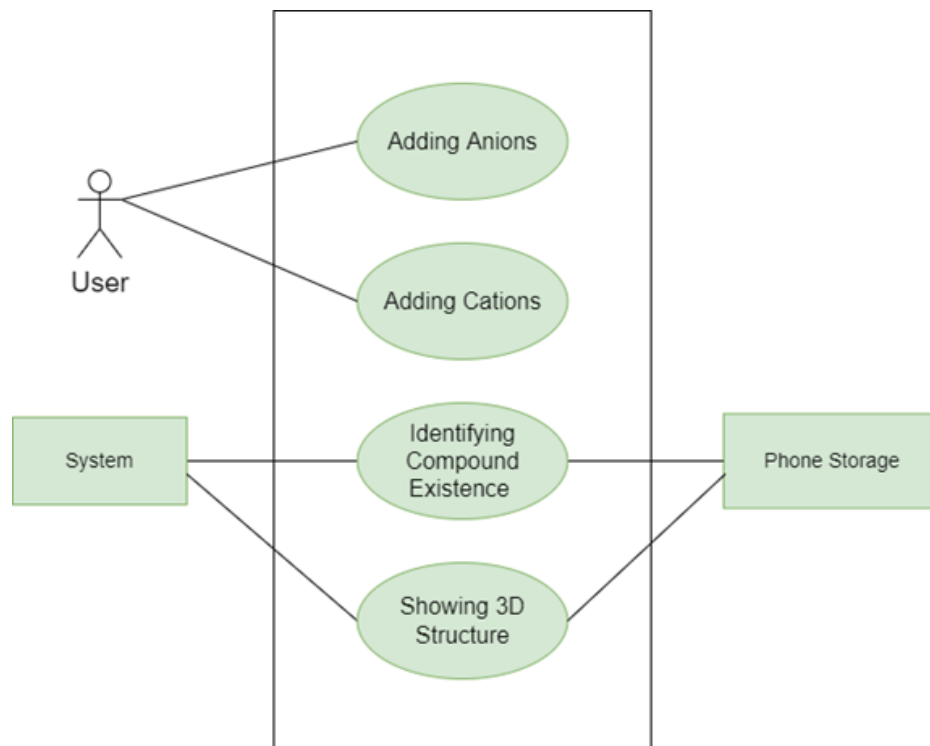 Adding Anions
User
Adding Cations
System
Identifying
Compound
Existence
Phone Storage
Showing 3D
Structure